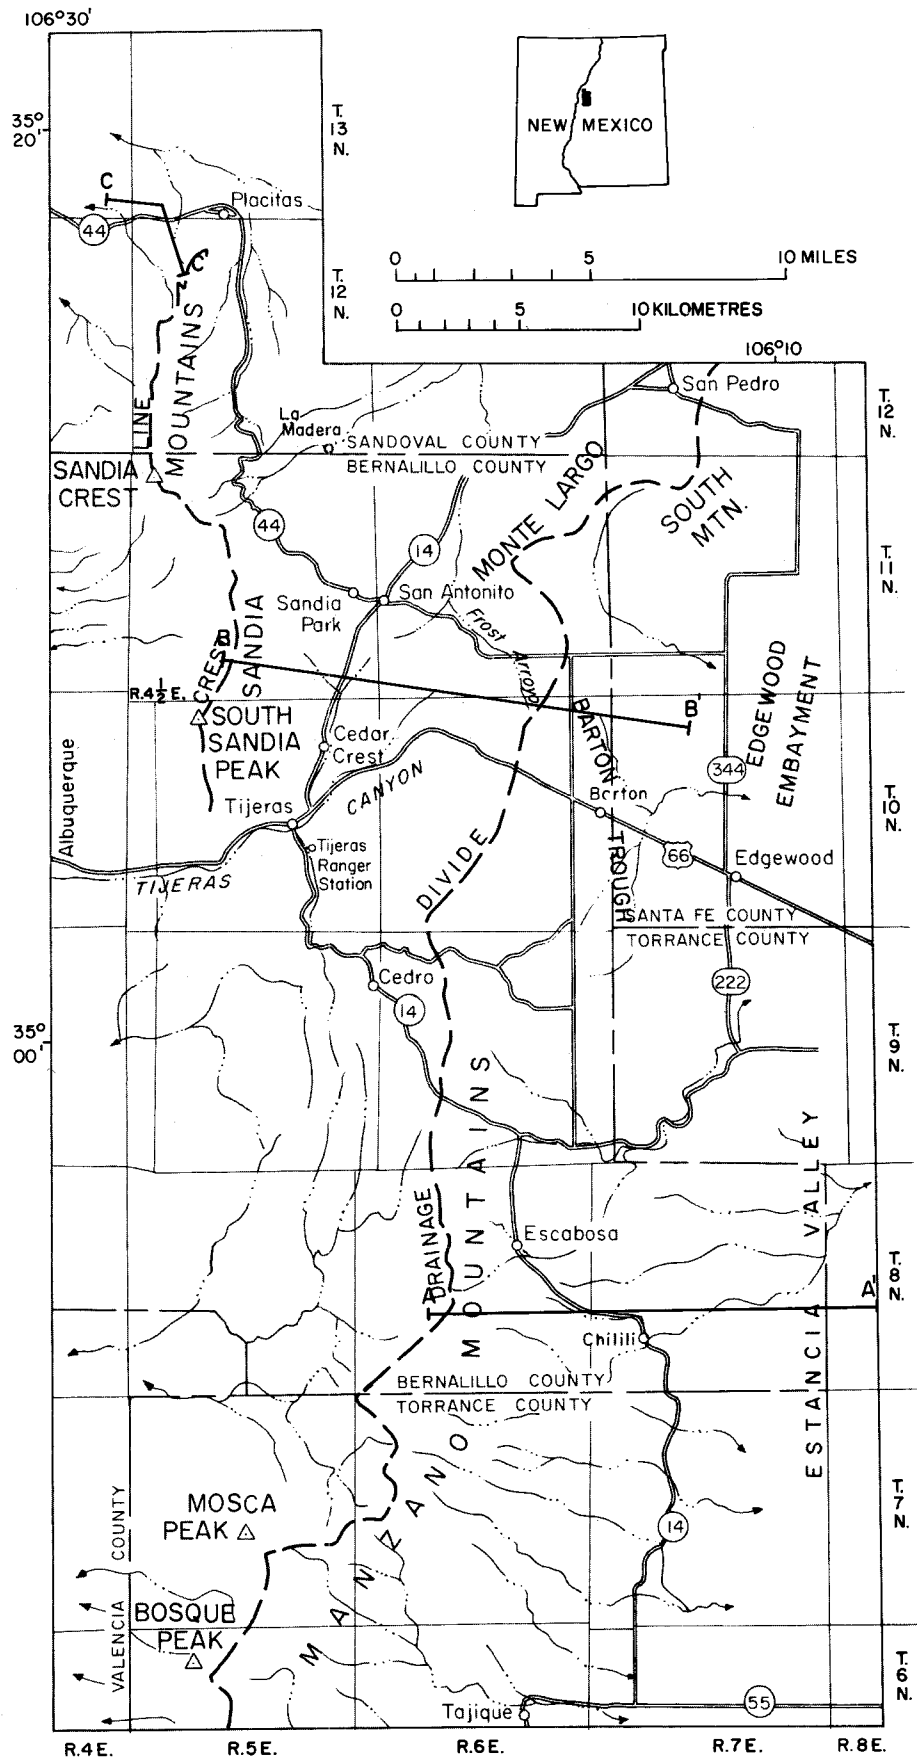 106°30'
35°
20'
T.
13
N.
NEW MEXICO
C
Placitas
44
C'
0 5 10 MILES
0 5 10 KILOMETRES
T.
12
N.
106°10
San Pedro
T.
12
N.
MOUNTAINS
LINE
La
Madera
SANDOVAL COUNTY
BERNALILLO COUNTY
SANDIA
CREST
MONTE LARGO
SOUTH
MTN.
44
14
T.
11
N.
San Antonito
Sandia
Park
Frost Arroyo
SANDIA
B
CREST
R.4½E.
B'
SOUTH
SANDIA
PEAK
Cedar
Crest
BARTON
TROUGH
EDGEWOOD
EMBAYMENT
344
Albuquerque
Tijeras
CANYON
Barton
T.
10
N.
Tijeras
Ranger
Station
TIJERAS
DIVIDE
66
Edgewood
SANTA FE COUNTY
TORRANCE COUNTY
Cedro
14
222
35°
00'
T.
9
N.
MOUNTAINS
DRAINAGE
ESTANCIA VALLEY
Escabosa
T.
8
N.
A
A'
Chilili
BERNALILLO COUNTY
TORRANCE COUNTY
MANZANO
MOSCA
PEAK
14
T.
7
N.
VALENCIA COUNTY
BOSQUE
PEAK
T.
6
N.
Tajique
55
R.4E. R.5E. R.6E. R.7E. R.8E.